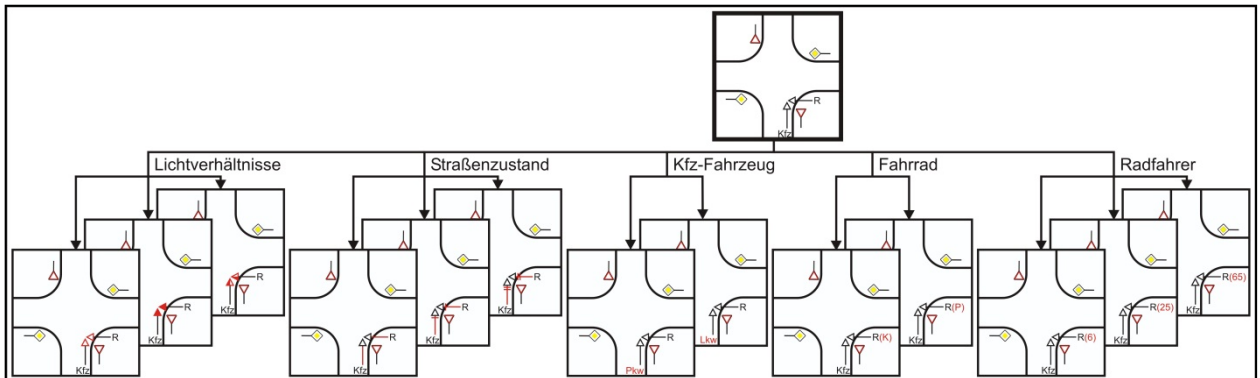 R
Kfz
Lichtverhältnisse
Straßenzustand
Kfz-Fahrzeug
Fahrrad
Radfahrer
R
Kfz
R
Kfz
R
Kfz
R
Kfz
R
Kfz
R
Kfz
R
Lkw
R
Pkw
R(P)
Kfz
R(K)
Kfz
R(65)
Kfz
R(25)
Kfz
R(6)
Kfz